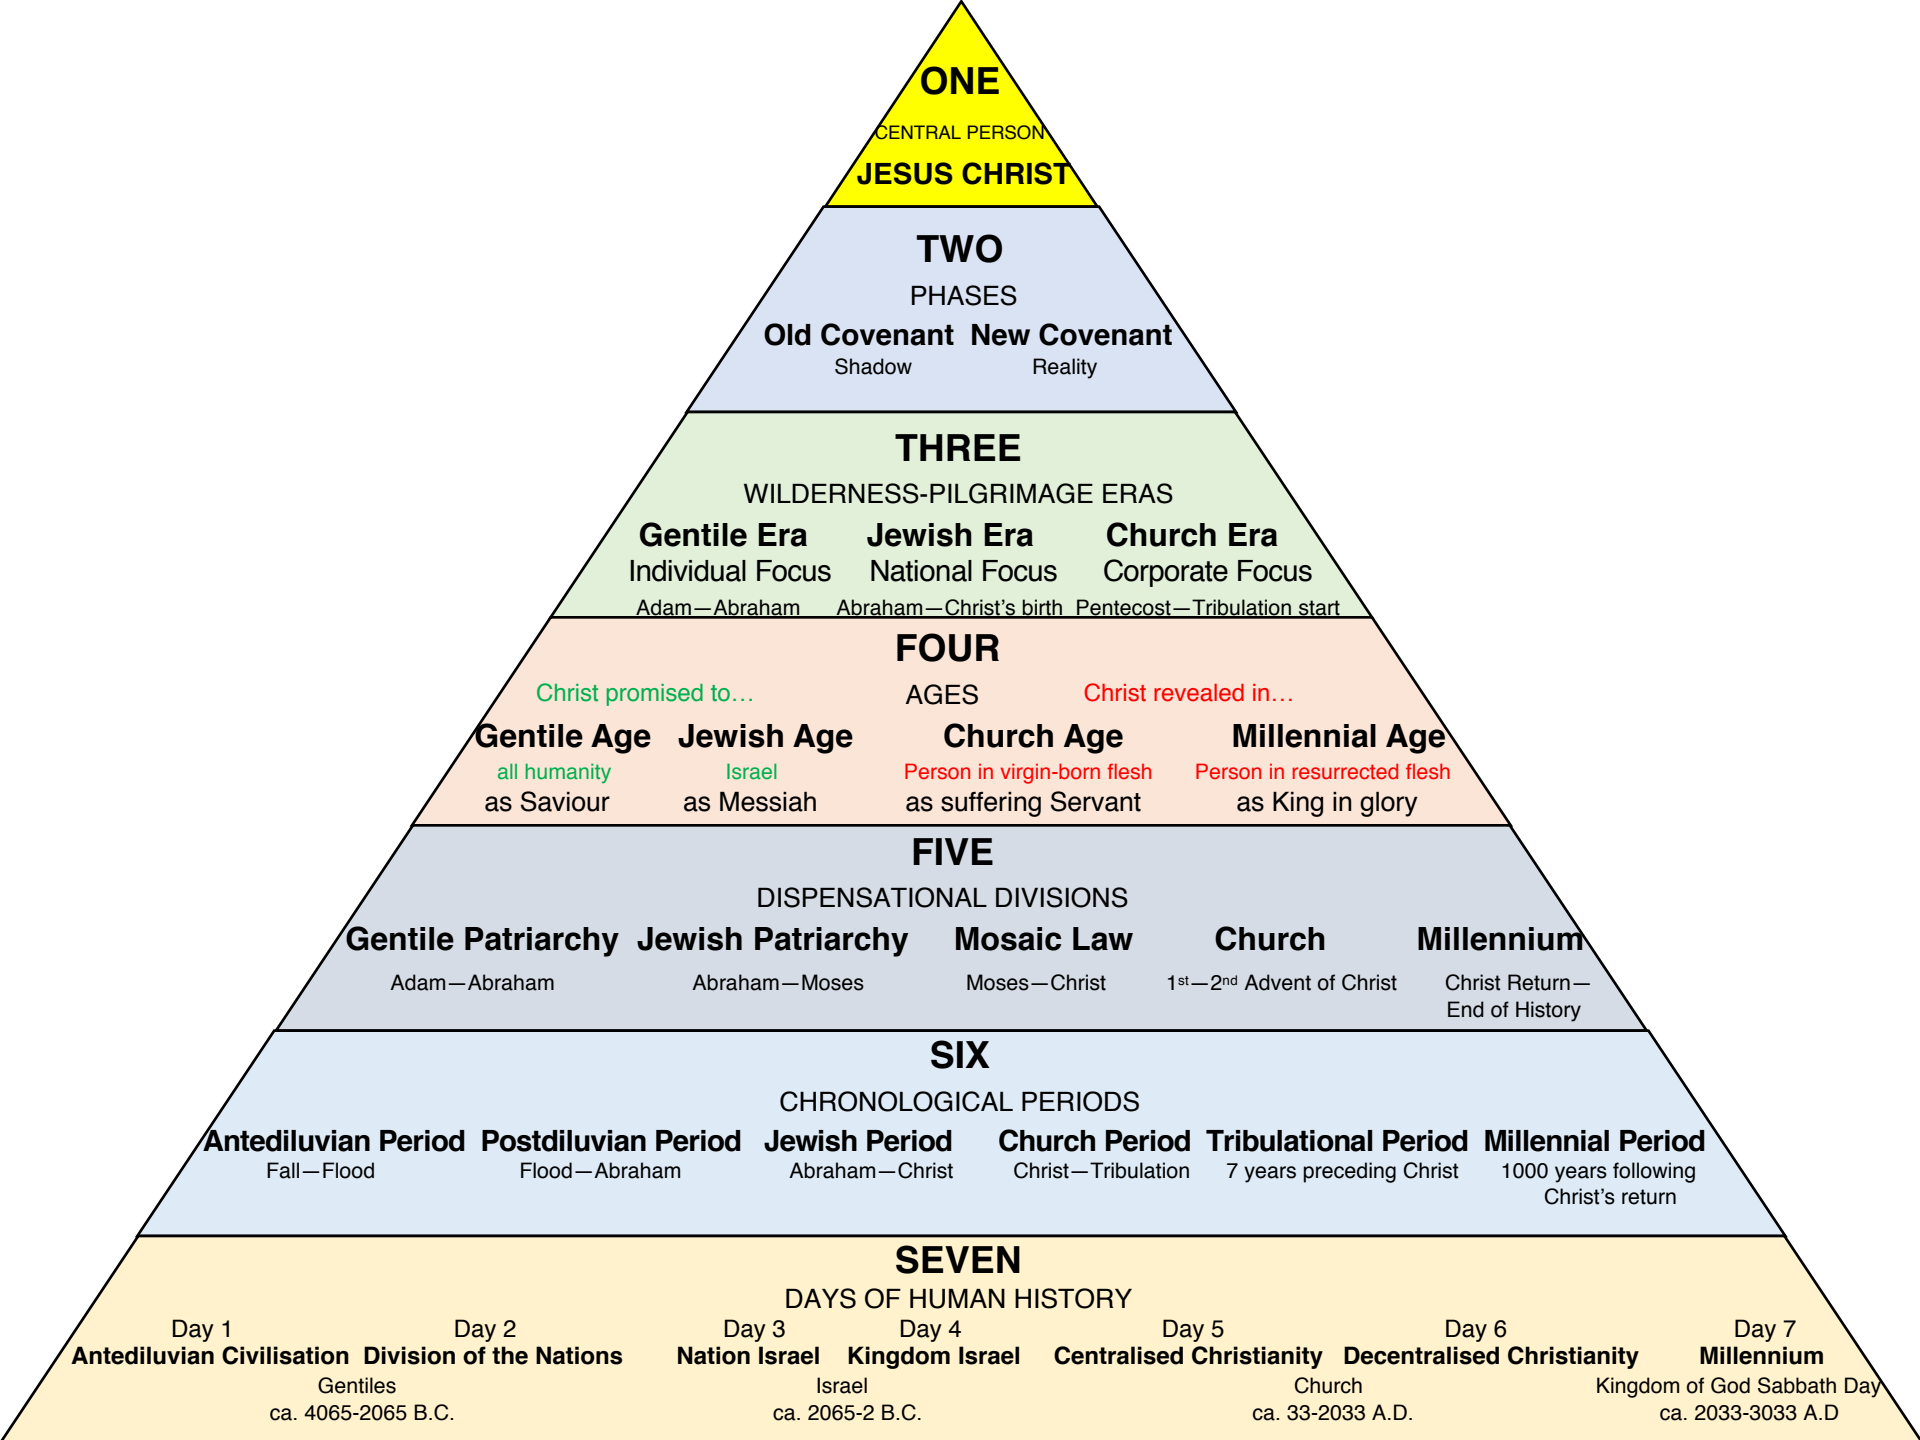 ONE
CENTRAL PERSON
JESUS CHRIST
TWO
PHASES
Old Covenant New Covenant
Shadow Reality
THREE
WILDERNESS-PILGRIMAGE ERAS
Gentile Era Jewish Era Church Era
Individual Focus National Focus Corporate Focus
Adam—Abraham Abraham—Christ’s birth Pentecost—Tribulation start
FOUR
Christ promised to… AGES Christ revealed in…
Gentile Age Jewish Age Church Age Millennial Age
all humanity Israel Person in virgin-born flesh Person in resurrected flesh
as Saviour as Messiah as suffering Servant as King in glory
FIVE
DISPENSATIONAL DIVISIONS
Gentile Patriarchy Jewish Patriarchy Mosaic Law Church Millennium
Adam—Abraham Abraham—Moses Moses—Christ 1st—2nd Advent of Christ Christ Return—
End of History
SIX
CHRONOLOGICAL PERIODS
Antediluvian Period Postdiluvian Period Jewish Period Church Period Tribulational Period Millennial Period
Fall—Flood Flood—Abraham Abraham—Christ Christ—Tribulation 7 years preceding Christ 1000 years following
Christ’s return
SEVEN
DAYS OF HUMAN HISTORY
Day 1 Day 2 Day 3 Day 4 Day 5 Day 6 Day 7
Antediluvian Civilisation Division of the Nations Nation Israel Kingdom Israel Centralised Christianity Decentralised Christianity Millennium
Gentiles Israel Church Kingdom of God Sabbath Day
ca. 4065-2065 B.C. ca. 2065-2 B.C. ca. 33-2033 A.D. ca. 2033-3033 A.D